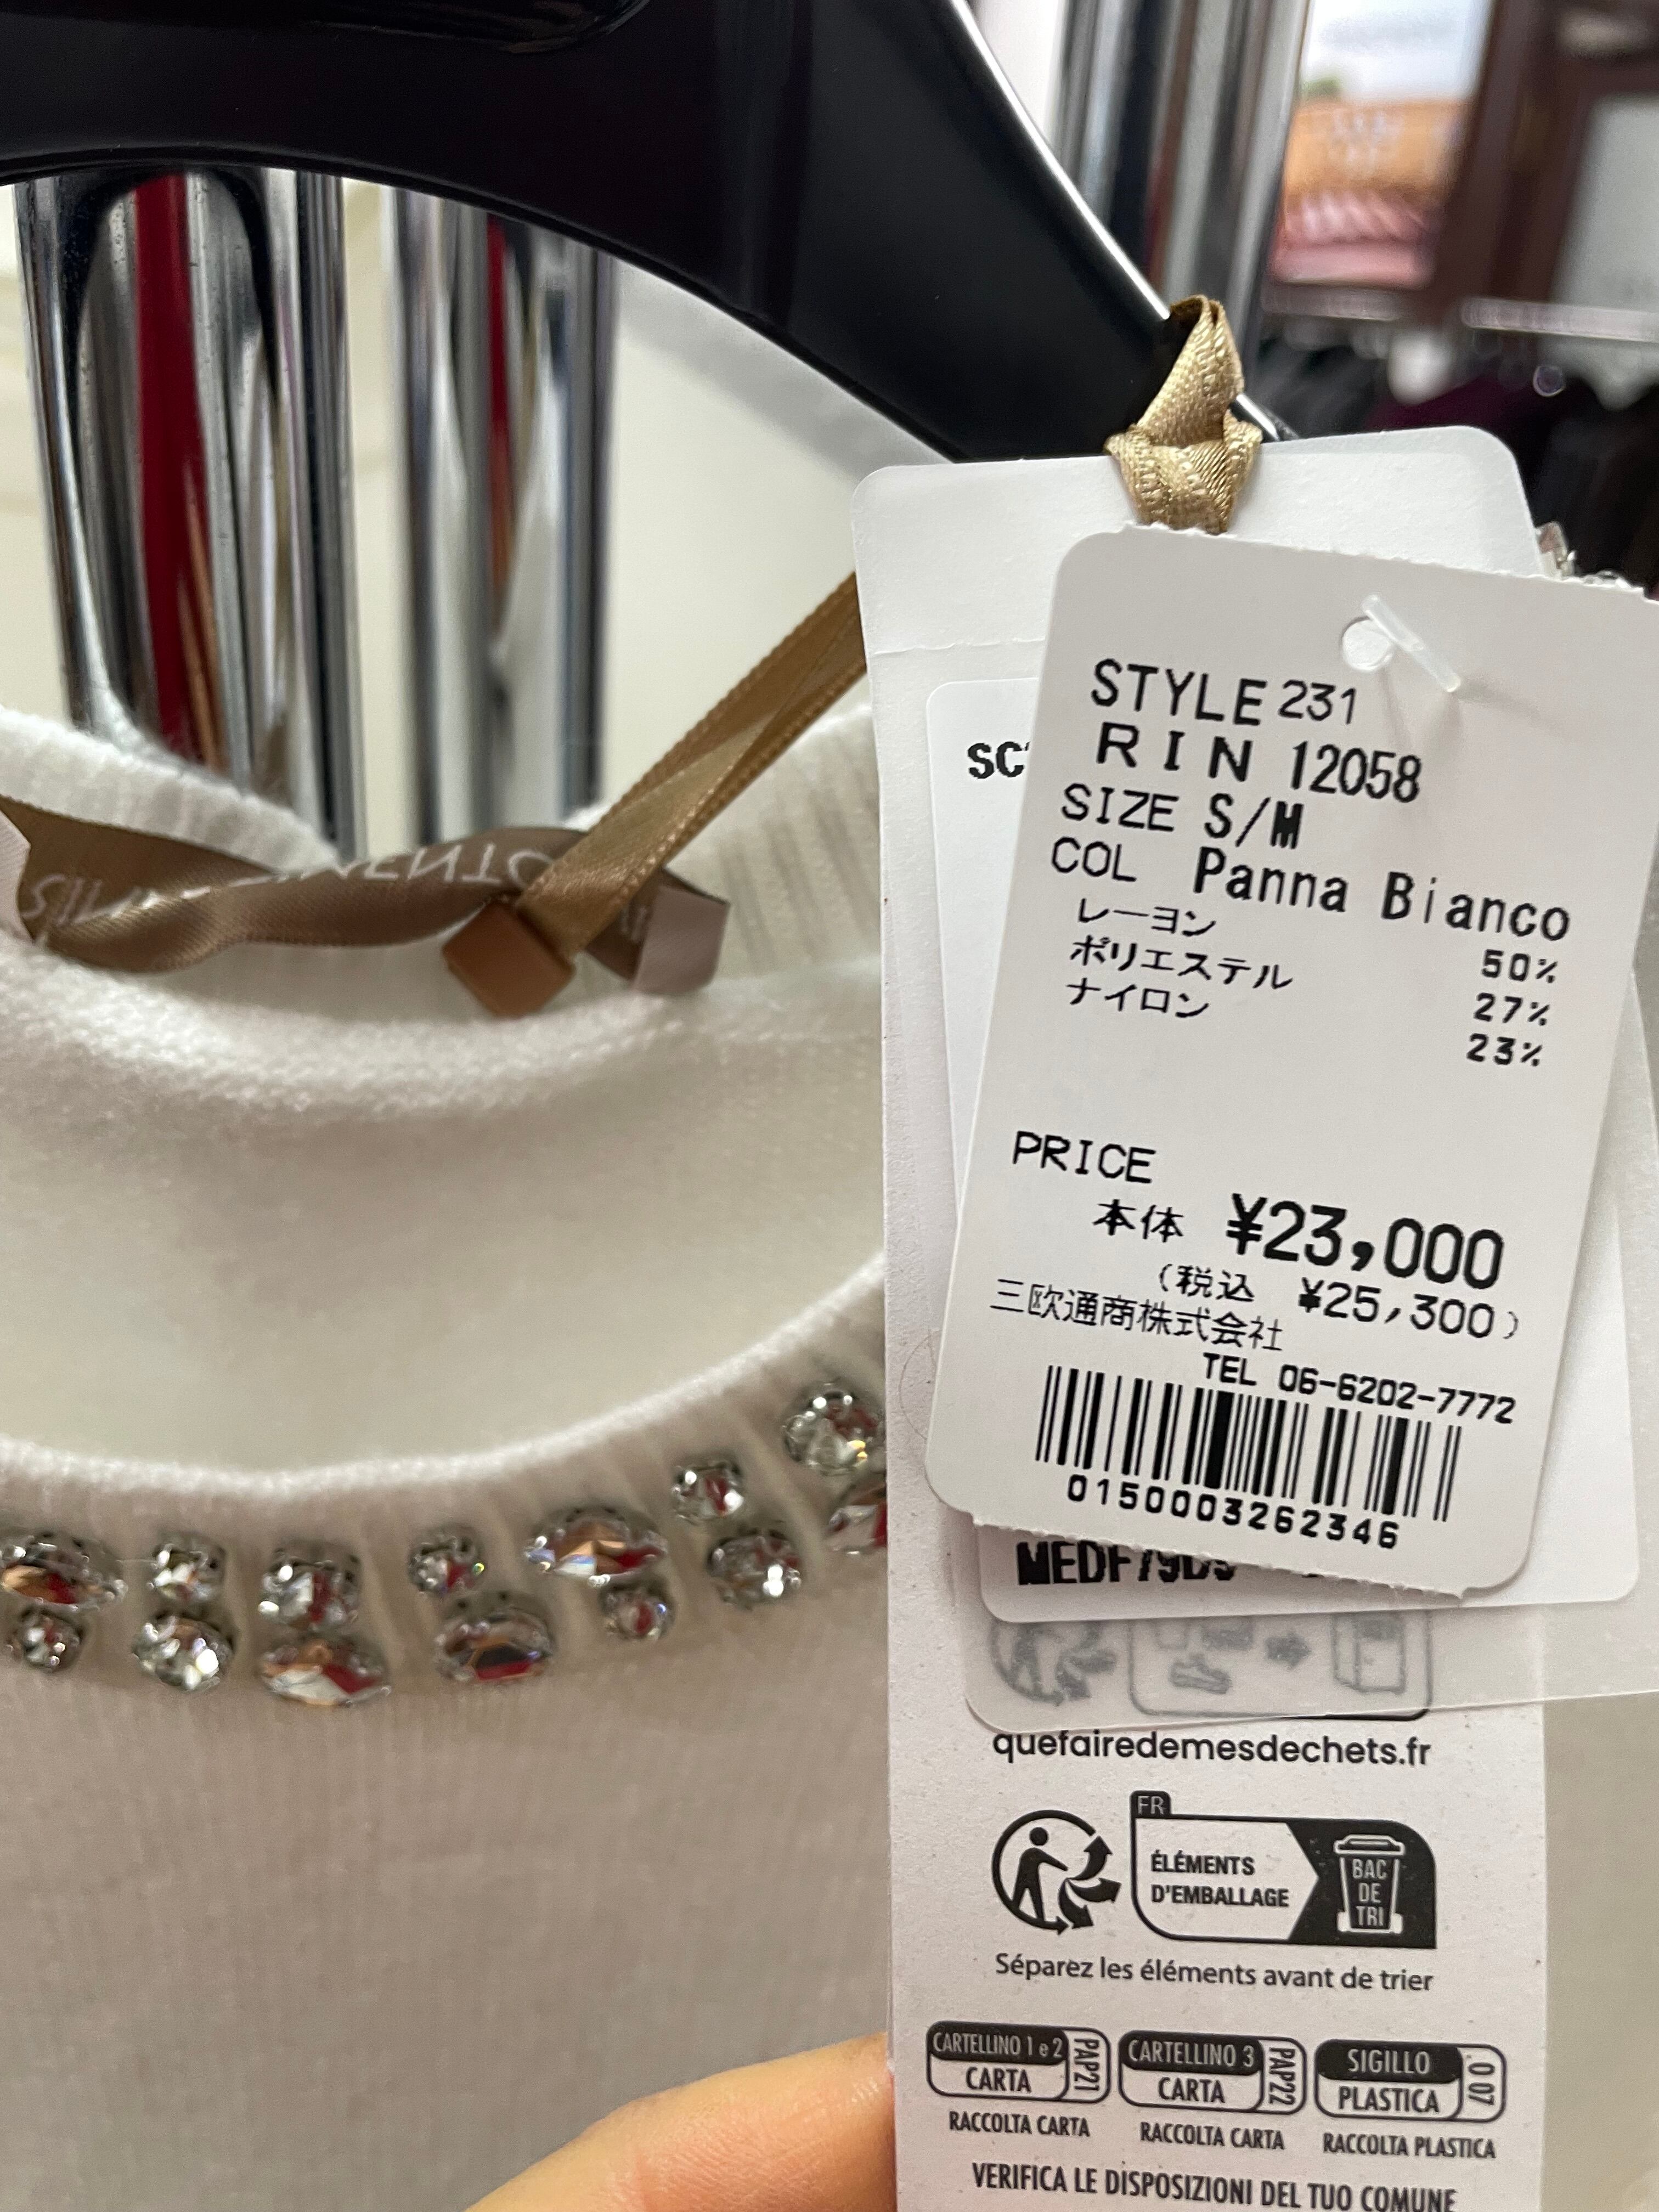 STYLE 231
RIN 12058
SIZE S/M
COL Panna Bianco
レーヨン 50%
ポリエステル 27%
ナイロン 23%
PRICE
本体 ¥23,000
(税込 ¥25,300)
三欧通商株式会社
TEL 06-6202-7772
0150003262346
quefairedemesdechets.fr
FR
ÉLÉMENTS
D'EMBALLAGE
BAC
DE
TRI
Séparez les éléments avant de trier
CARTELLINO 1 e 2
CARTA
PAP21
RACCOLTA CARTA
CARTELLINO 3
CARTA
PAP22
RACCOLTA CARTA
SIGILLO
PLASTICA
O 07
RACCOLTA PLASTICA
VERIFICA LE DISPOSIZIONI DEL TUO COMUNE